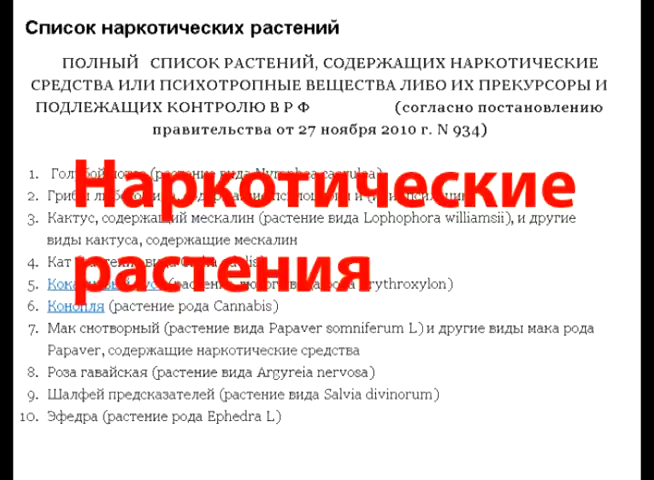 Список наркотических растений
ПОЛНЫЙ СПИСОК РАСТЕНИЙ, СОДЕРЖАЩИХ НАРКОТИЧЕСКИЕ
СРЕДСТВА ИЛИ ПСИХОТРОПНЫЕ ВЕЩЕСТВА ЛИБО ИХ ПРЕКУРСОРЫ И
ПОДЛЕЖАЩИХ КОНТРОЛЮ В Р Ф (согласно постановлению
правительства от 27 ноября 2010 г. N 934)
1. Голубой лотос (растение вида Nymphea caerulea)
2. Грибы
Наркотические
3. Кактус, содержащий мескалин (растение вида Lophophora williamsii), и другие
виды кактуса, содержащие мескалин
4. Кат
растения
5. Erythroxylon)
6. Конопля (растение рода Cannabis)
7. Мак снотворный (растение вида Papaver somniferum L) и другие виды мака рода
Papaver, содержащие наркотические средства
8. Роза гавайская (растение вида Argyreia nervosa)
9. Шалфей предсказателей (растение вида Salvia divinorum)
10. Эфедра (растение рода Ephedra L)